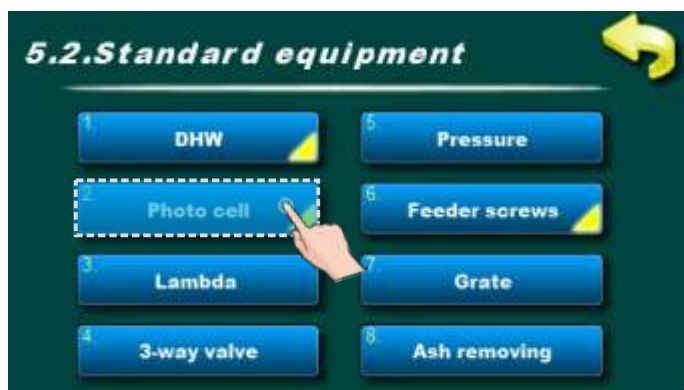 5.2.Standard equipment
1. DHW
5. Pressure
2. Photo cell
6. Feeder screws
3. Lambda
7. Grate
4. 3-way valve
8. Ash removing